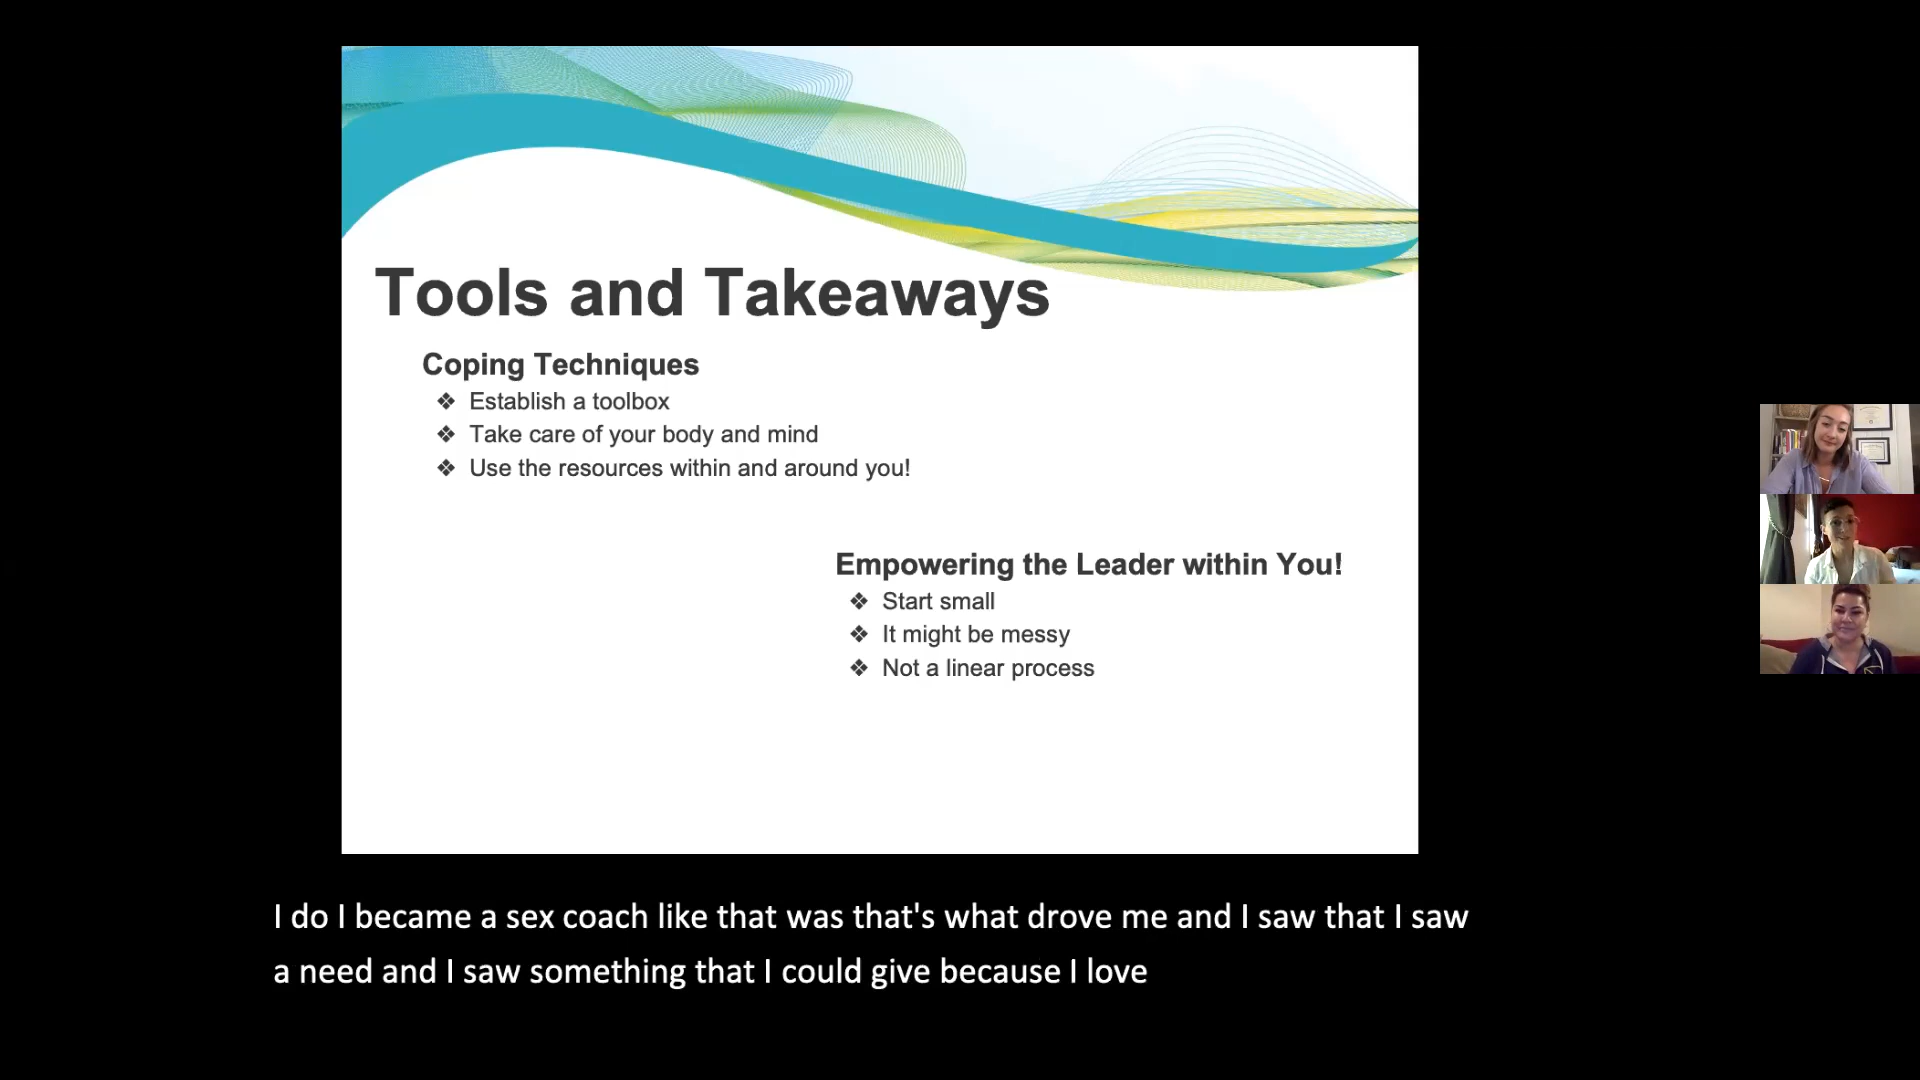 Tools and Takeaways
Coping Techniques
❖ Establish a toolbox
❖ Take care of your body and mind
❖ Use the resources within and around you!
Empowering the Leader within You!
❖ Start small
❖ It might be messy
❖ Not a linear process
I do I became a sex coach like that was that's what drove me and I saw that I saw
a need and I saw something that I could give because I love